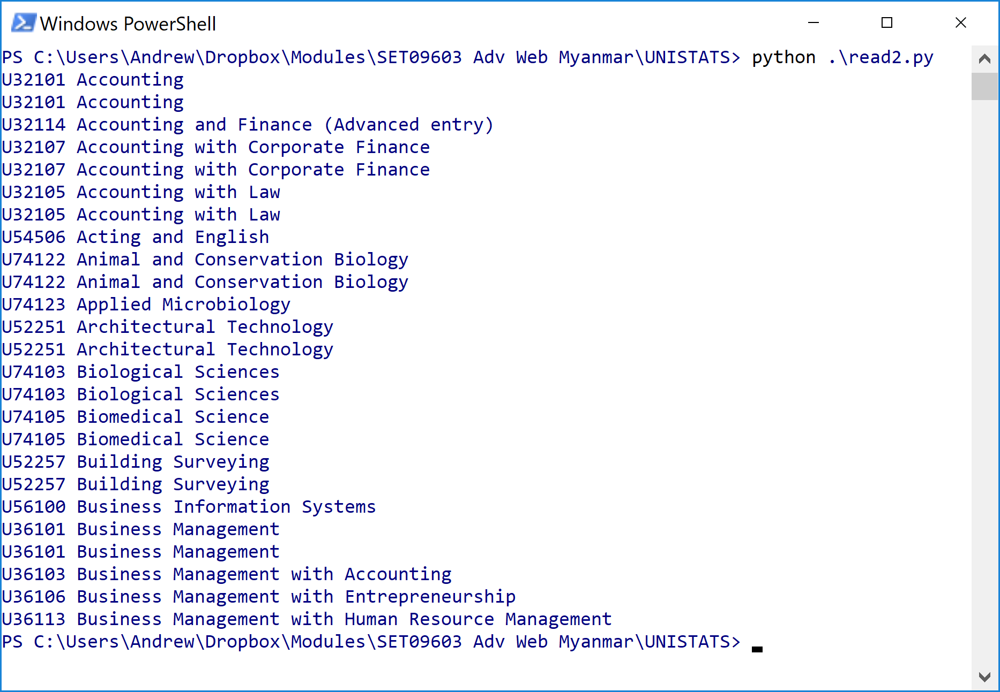 Windows PowerShell
PS C:\Users\Andrew\Dropbox\Modules\SET09603 Adv Web Myanmar\UNISTATS> python .\read2.py
U32101 Accounting
U32101 Accounting
U32114 Accounting and Finance (Advanced entry)
U32107 Accounting with Corporate Finance
U32107 Accounting with Corporate Finance
U32105 Accounting with Law
U32105 Accounting with Law
U54506 Acting and English
U74122 Animal and Conservation Biology
U74122 Animal and Conservation Biology
U74123 Applied Microbiology
U52251 Architectural Technology
U52251 Architectural Technology
U74103 Biological Sciences
U74103 Biological Sciences
U74105 Biomedical Science
U74105 Biomedical Science
U52257 Building Surveying
U52257 Building Surveying
U56100 Business Information Systems
U36101 Business Management
U36101 Business Management
U36103 Business Management with Accounting
U36106 Business Management with Entrepreneurship
U36113 Business Management with Human Resource Management
PS C:\Users\Andrew\Dropbox\Modules\SET09603 Adv Web Myanmar\UNISTATS>